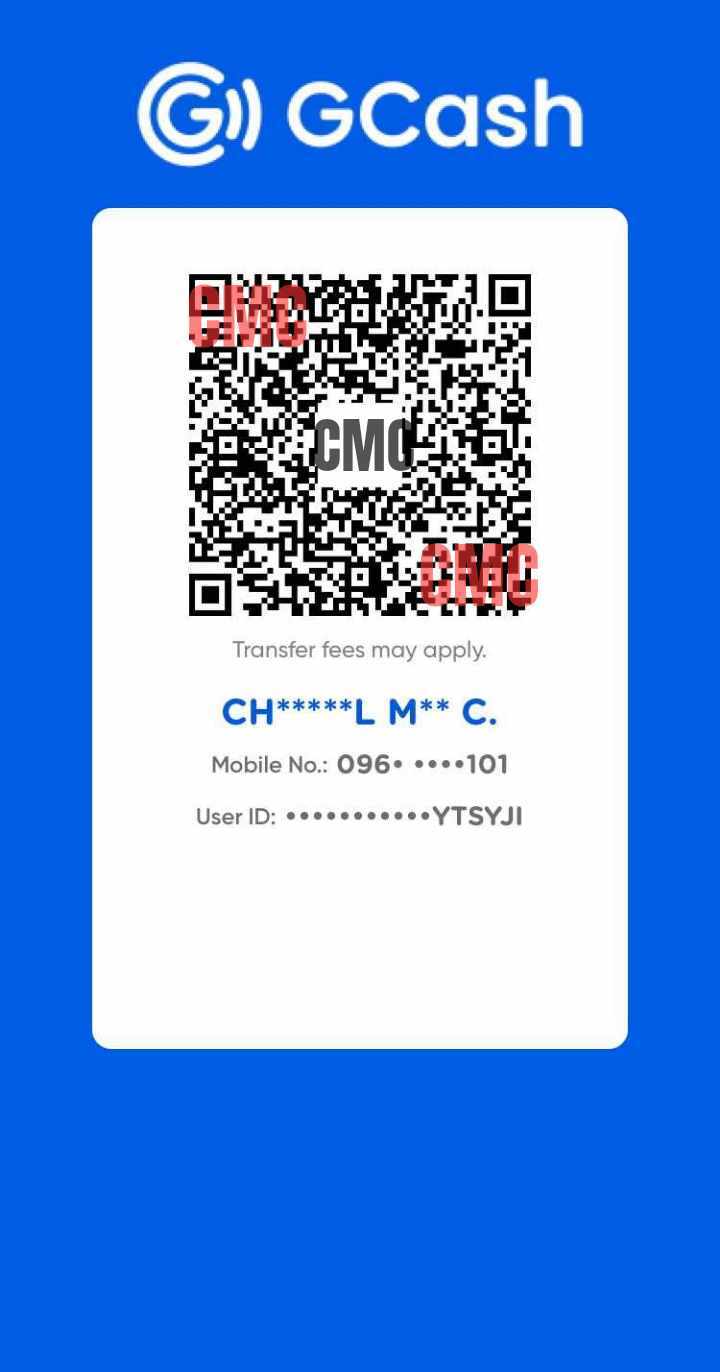 GCash
CMC
CMC
CMC
Transfer fees may apply.
CH*****L M** C.
Mobile No.: 096• ••••101
User ID: •••••••••••YTSYJI